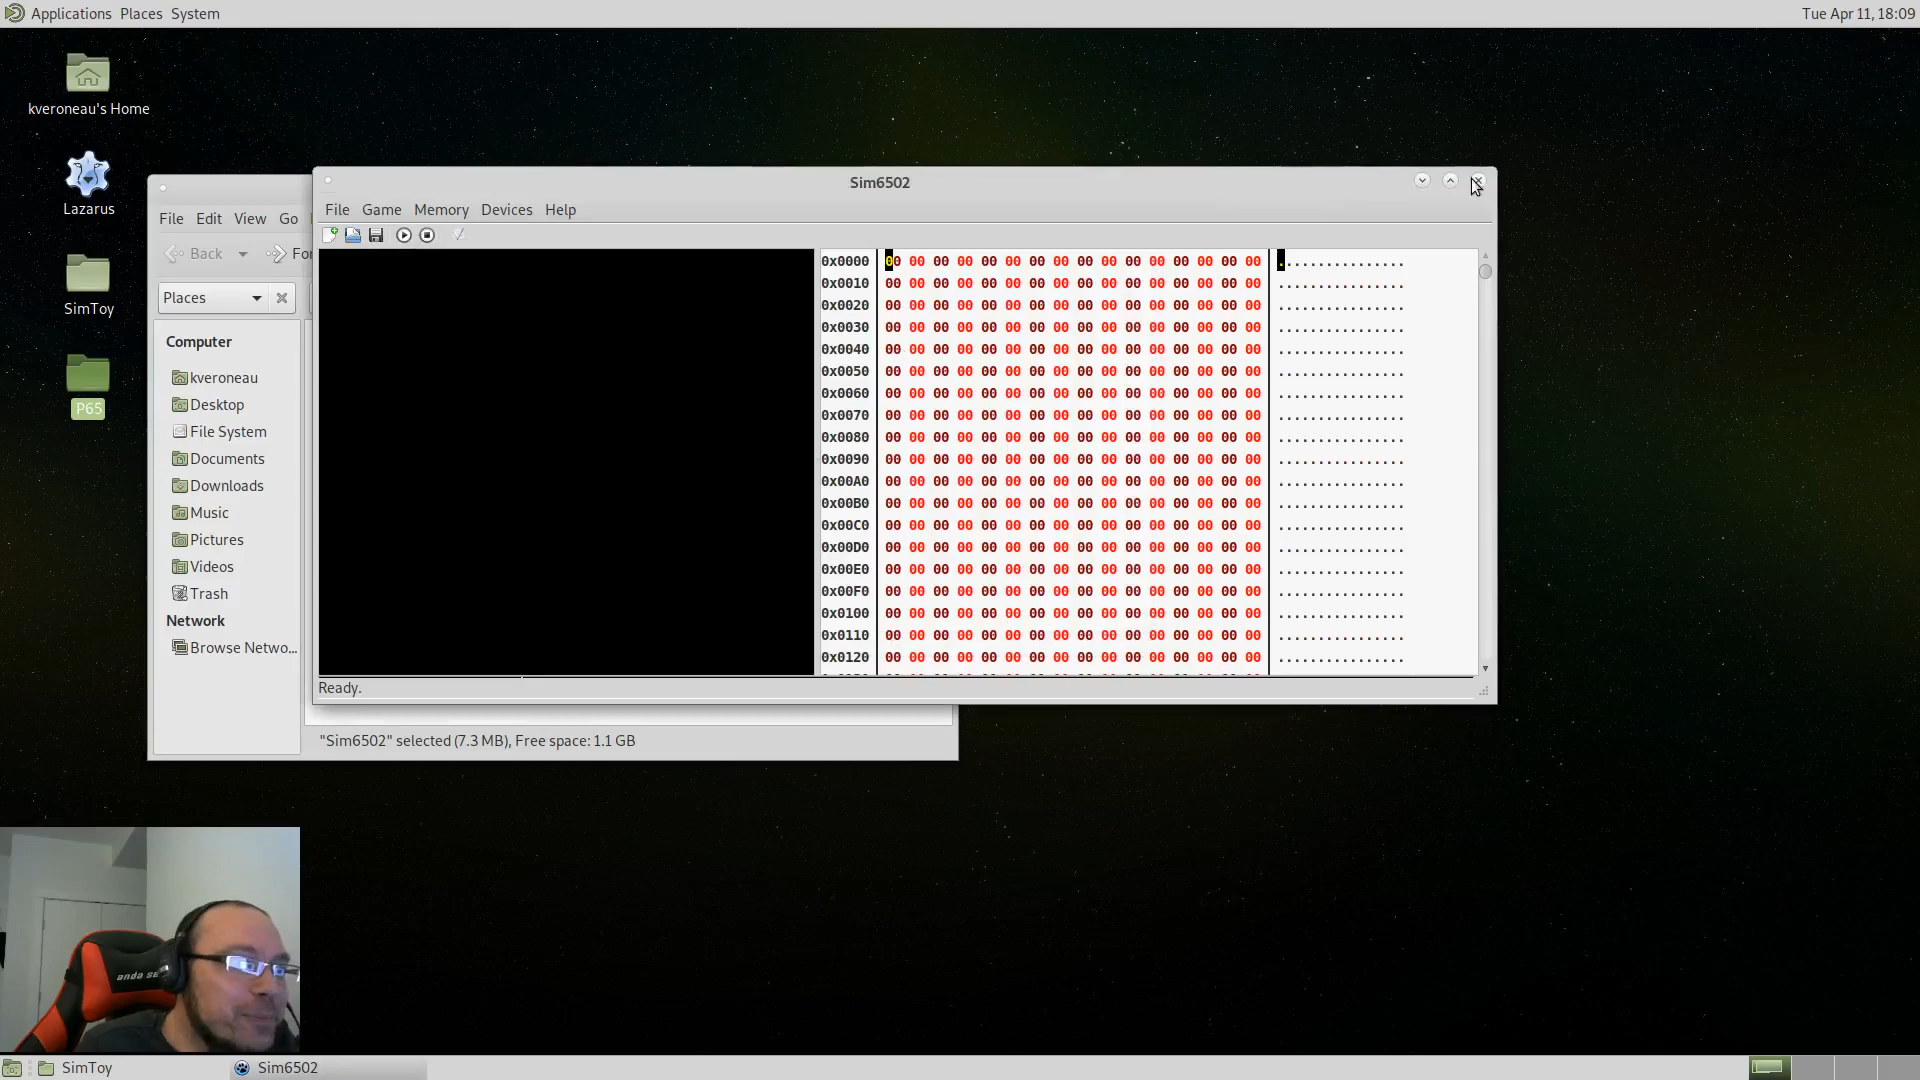 Applications Places System
Tue Apr 11, 18:09
kveroneau's Home
Lazarus
SimToy
P65
File Edit View Go
Back
Places
Computer
kveroneau
Desktop
File System
Documents
Downloads
Music
Pictures
Videos
Trash
Network
Browse Netwo...
"Sim6502" selected (7.3 MB), Free space: 1.1 GB
Sim6502
File Game Memory Devices Help
0x0000 00 00 00 00 00 00 00 00 00 00 00 00 00 00 00 00 ................
0x0010 00 00 00 00 00 00 00 00 00 00 00 00 00 00 00 00 ................
0x0020 00 00 00 00 00 00 00 00 00 00 00 00 00 00 00 00 ................
0x0030 00 00 00 00 00 00 00 00 00 00 00 00 00 00 00 00 ................
0x0040 00 00 00 00 00 00 00 00 00 00 00 00 00 00 00 00 ................
0x0050 00 00 00 00 00 00 00 00 00 00 00 00 00 00 00 00 ................
0x0060 00 00 00 00 00 00 00 00 00 00 00 00 00 00 00 00 ................
0x0070 00 00 00 00 00 00 00 00 00 00 00 00 00 00 00 00 ................
0x0080 00 00 00 00 00 00 00 00 00 00 00 00 00 00 00 00 ................
0x0090 00 00 00 00 00 00 00 00 00 00 00 00 00 00 00 00 ................
0x00A0 00 00 00 00 00 00 00 00 00 00 00 00 00 00 00 00 ................
0x00B0 00 00 00 00 00 00 00 00 00 00 00 00 00 00 00 00 ................
0x00C0 00 00 00 00 00 00 00 00 00 00 00 00 00 00 00 00 ................
0x00D0 00 00 00 00 00 00 00 00 00 00 00 00 00 00 00 00 ................
0x00E0 00 00 00 00 00 00 00 00 00 00 00 00 00 00 00 00 ................
0x00F0 00 00 00 00 00 00 00 00 00 00 00 00 00 00 00 00 ................
0x0100 00 00 00 00 00 00 00 00 00 00 00 00 00 00 00 00 ................
0x0110 00 00 00 00 00 00 00 00 00 00 00 00 00 00 00 00 ................
0x0120 00 00 00 00 00 00 00 00 00 00 00 00 00 00 00 00 ................
Ready.
anda
SimToy
Sim6502